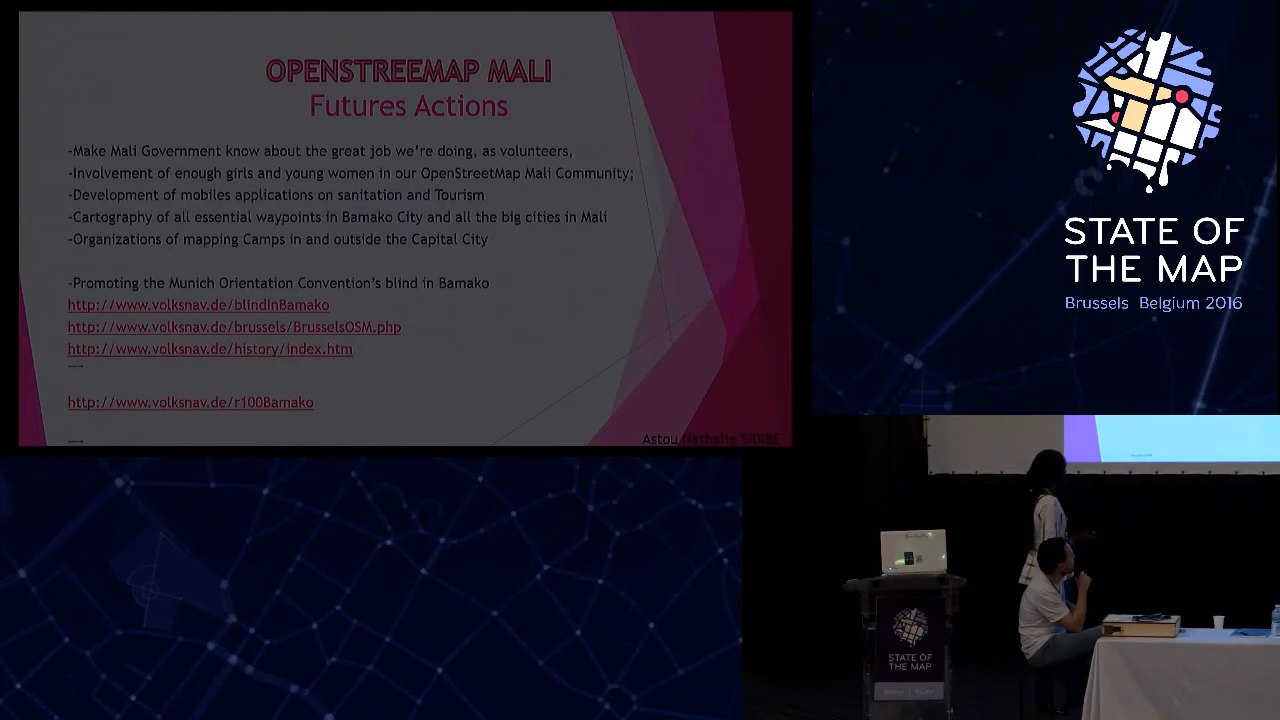 OPENSTREEMAP MALI
Futures Actions
-Make Mali Government know about the great job we're doing, as volunteers,
-Involvement of enough girls and young women in our OpenStreetMap Mali Community;
-Development of mobiles applications on sanitation and Tourism
-Cartography of all essential waypoints in Bamako City and all the big cities in Mali
-Organizations of mapping Camps in and outside the Capital City
-Promoting the Munich Orientation Convention's blind in Bamako
http://www.volksnav.de/blindInBamako
http://www.volksnav.de/brussels/BrusselsOSM.php
http://www.volksnav.de/history/index.htm
http://www.volksnav.de/r100Bamako
Astou Nathalie SIDIBE
STATE OF
THE MAP
Brussels Belgium 2016
STATE OF
THE MAP